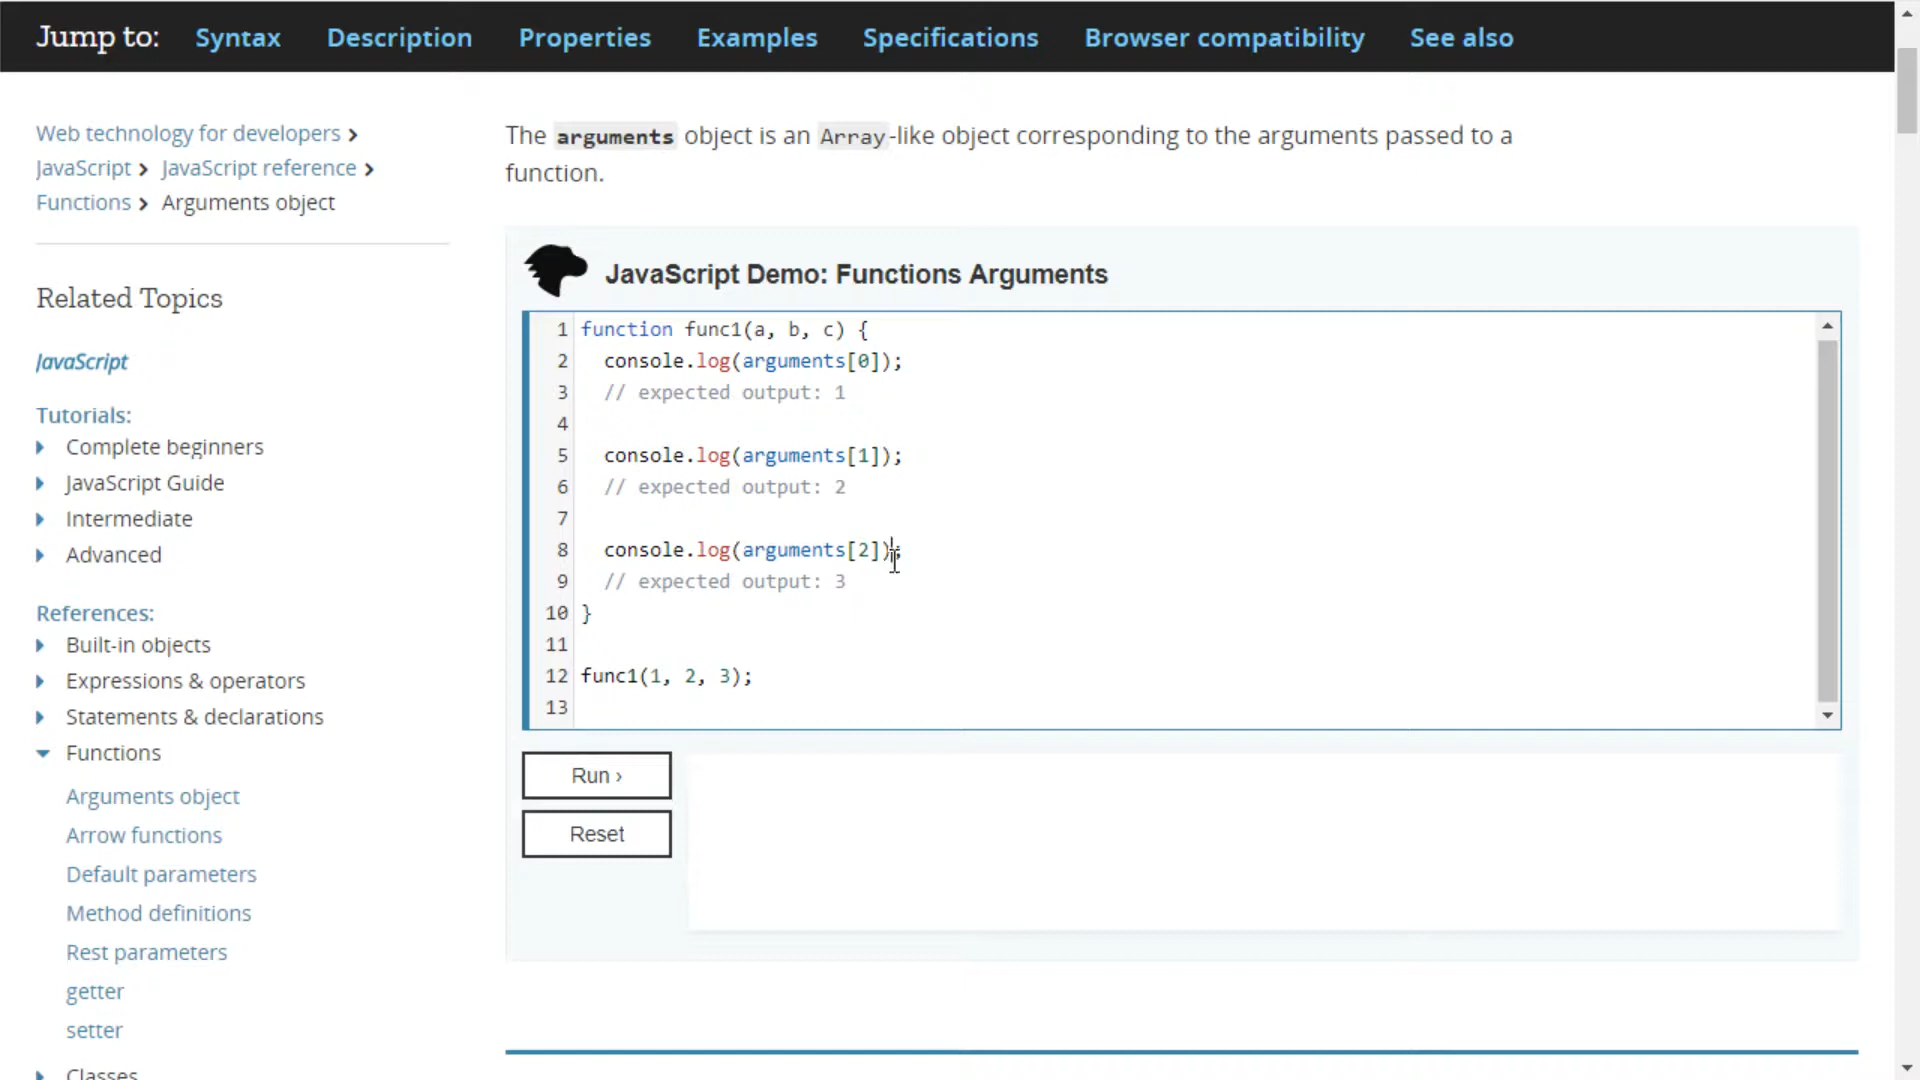 Jump to: Syntax Description Properties Examples Specifications Browser compatibility See also
Web technology for developers
JavaScript JavaScript reference
Functions Arguments object
Related Topics
JavaScript
Tutorials:
Complete beginners
JavaScript Guide
Intermediate
Advanced
References:
Built-in objects
Expressions & operators
Statements & declarations
Functions
Arguments object
Arrow functions
Default parameters
Method definitions
Rest parameters
getter
setter
Classes
The arguments object is an Array-like object corresponding to the arguments passed to a
function.
JavaScript Demo: Functions Arguments
1 function func1(a, b, c) {
2 console.log(arguments[0]);
3 // expected output: 1
4
5 console.log(arguments[1]);
6 // expected output: 2
7
8 console.log(arguments[2]);
9 // expected output: 3
10 }
11
12 func1(1, 2, 3);
13
Run ›
Reset